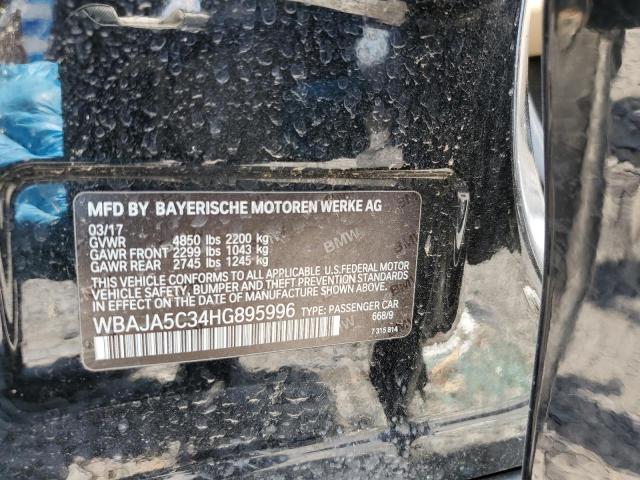 MFD BY BAYERISCHE MOTOREN WERKE AG
03/17
GVWR 4850 lbs 2200 kg
GAWR FRONT 2299 lbs 1043 kg
GAWR REAR 2745 lbs 1245 kg
THIS VEHICLE CONFORMS TO ALL APPLICABLE U.S.FEDERAL MOTOR
VEHICLE SAFETY, BUMPER AND THEFT PREVENTION STANDARDS
IN EFFECT ON THE DATE OF MANUFACTURE SHOWN ABOVE.
WBAJA5C34HG895996 TYPE: PASSENGER CAR
668/9
7 315 814
BMW